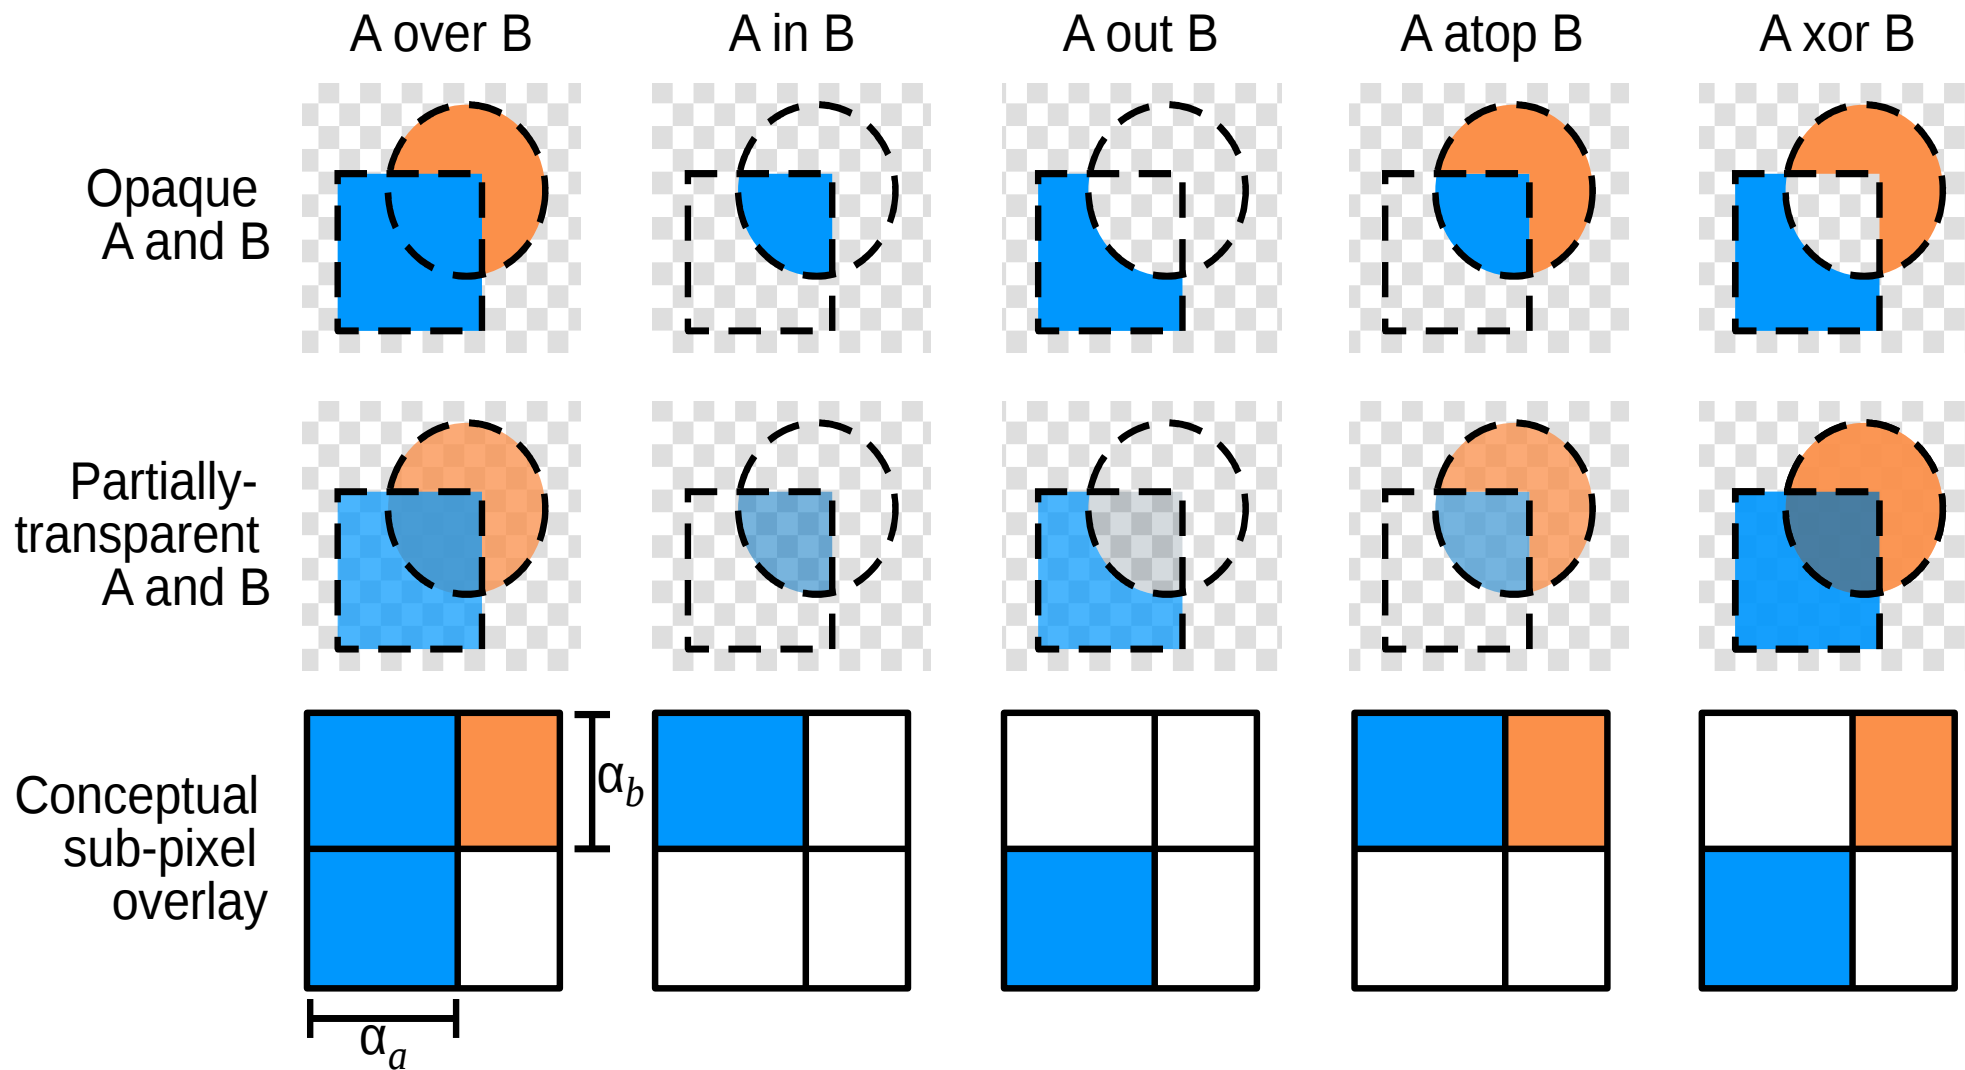 A over B
A in B
A out B
A atop B
A xor B
Opaque
A and B
Partially-
transparent
A and B
Conceptual
sub-pixel
overlay
αb
αa